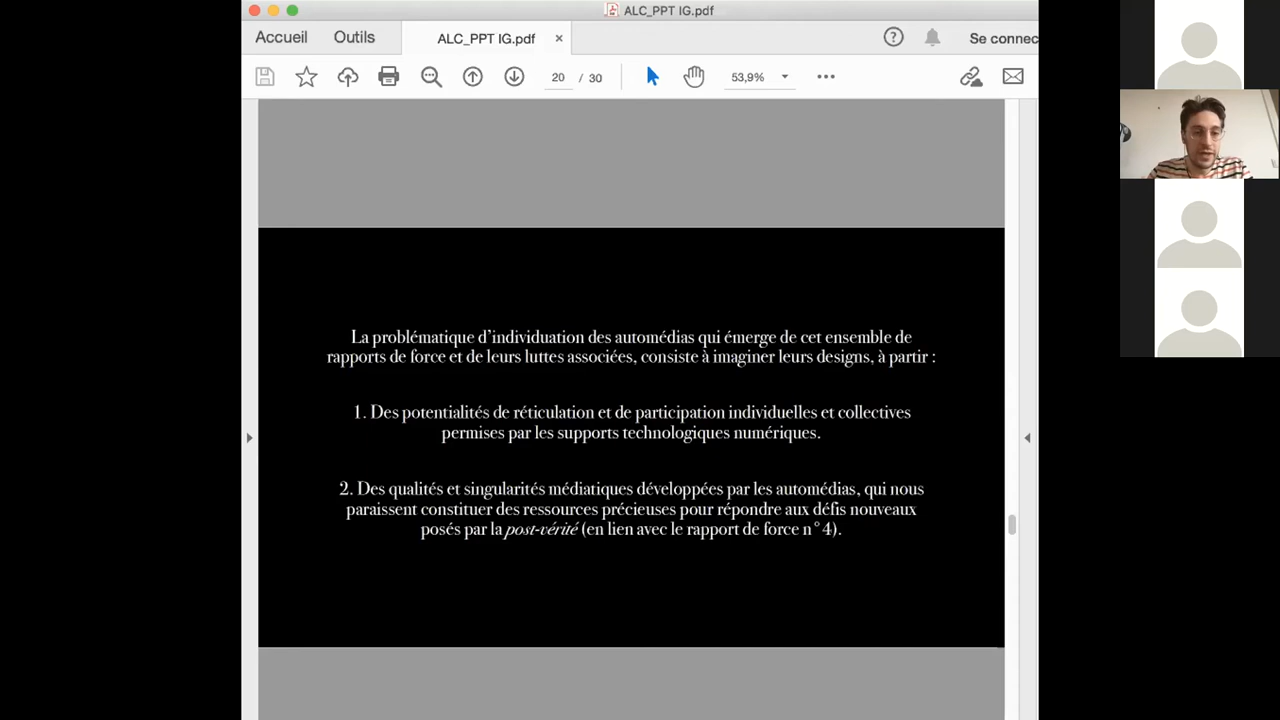 ALC_PPT IG.pdf
Accueil Outils ALC_PPT IG.pdf × ? Se connec
20 / 30 53,9%
La problématique d'individuation des automédias qui émerge de cet ensemble de
rapports de force et de leurs luttes associées, consiste à imaginer leurs designs, à partir :
1. Des potentialités de réticulation et de participation individuelles et collectives
permises par les supports technologiques numériques.
2. Des qualités et singularités médiatiques développées par les automédias, qui nous
paraissent constituer des ressources précieuses pour répondre aux défis nouveaux
posés par la post-vérité (en lien avec le rapport de force n°4).